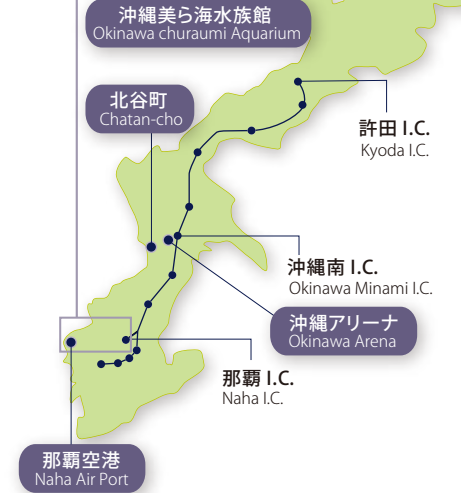 沖縄美ら海水族館
Okinawa churaumi Aquarium
北谷町
Chatan-cho
許田 I.C.
Kyoda I.C.
沖縄南 I.C.
Okinawa Minami I.C.
沖縄アリーナ
Okinawa Arena
那覇 I.C.
Naha I.C.
那覇空港
Naha Air Port